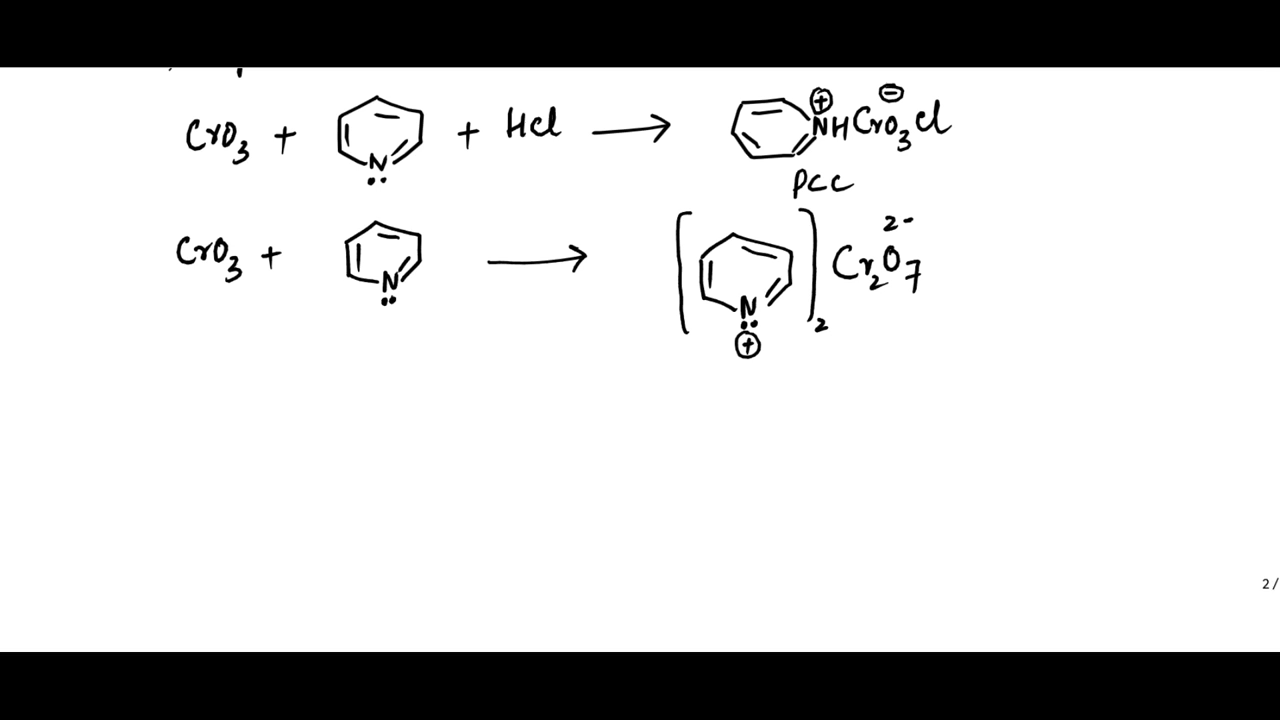 CrO3 + N + HCl → ⊕ NHCrO3Cl ⊖
PCC
CrO3 + N → [N ⊕]2 Cr2O7 2-
2/